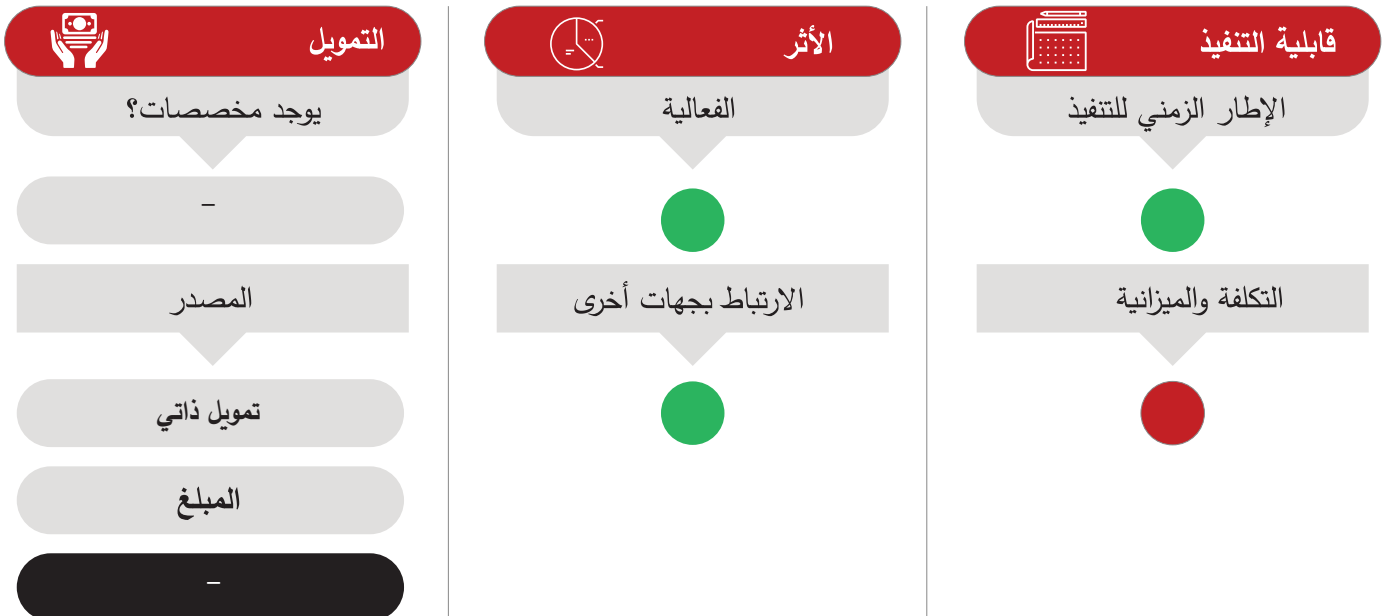 قابلية التنفيذ
الإطار الزمني للتنفيذ
التكلفة والميزانية
الأثر
الفعالية
الارتباط بجهات أخرى
التمويل
يوجد مخصصات؟
–
المصدر
تمويل ذاتي
المبلغ
–